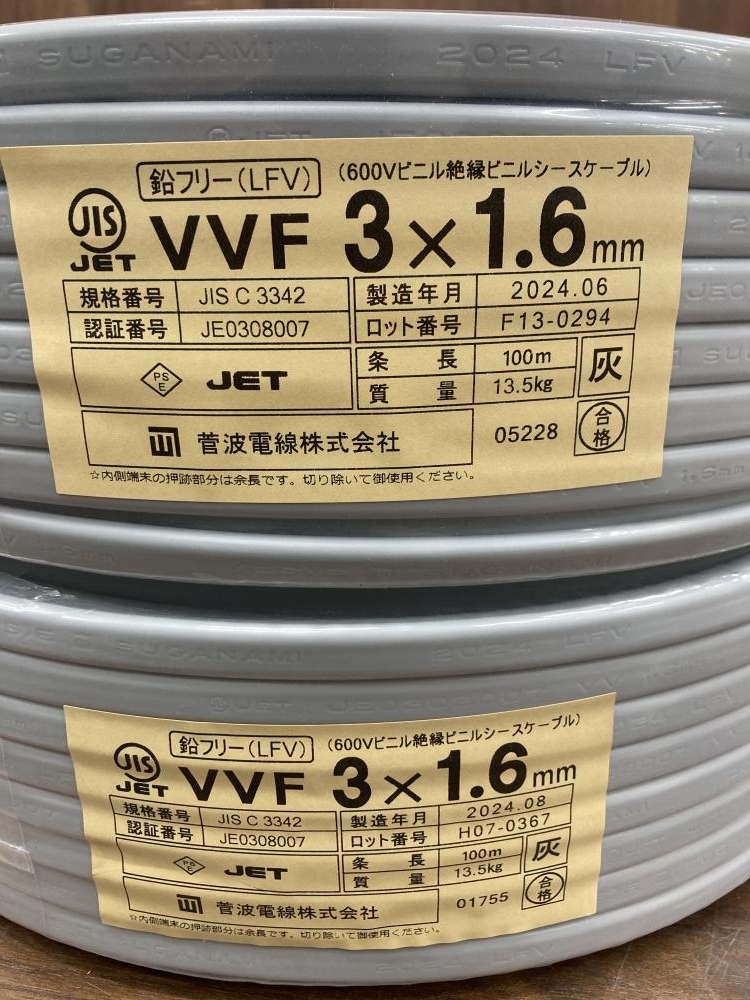 SUGANAMI 2024 LFV
JET
鉛フリー(LFV) (600Vビニル絶縁ビニルシースケーブル)
JIS JET VVF 3×1.6mm
規格番号 JIS C 3342 製造年月 2024.06
認証番号 JE0308007 ロット番号 F13-0294
PSE JET 条長 100m 灰
質量 13.5kg
菅波電線株式会社 05228 合格
☆内側端末の押跡部分は余長です。切り除いて御使用ください。
1.6mm
SUGANAMI 2024 LFV
JET
鉛フリー(LFV) (600Vビニル絶縁ビニルシースケーブル)
JIS JET VVF 3×1.6mm
規格番号 JIS C 3342 製造年月 2024.08
認証番号 JE0308007 ロット番号 H07-0367
PSE JET 条長 100m 灰
質量 13.5kg
菅波電線株式会社 01755 合格
☆内側端末の押跡部分は余長です。切り除いて御使用ください。
LFV